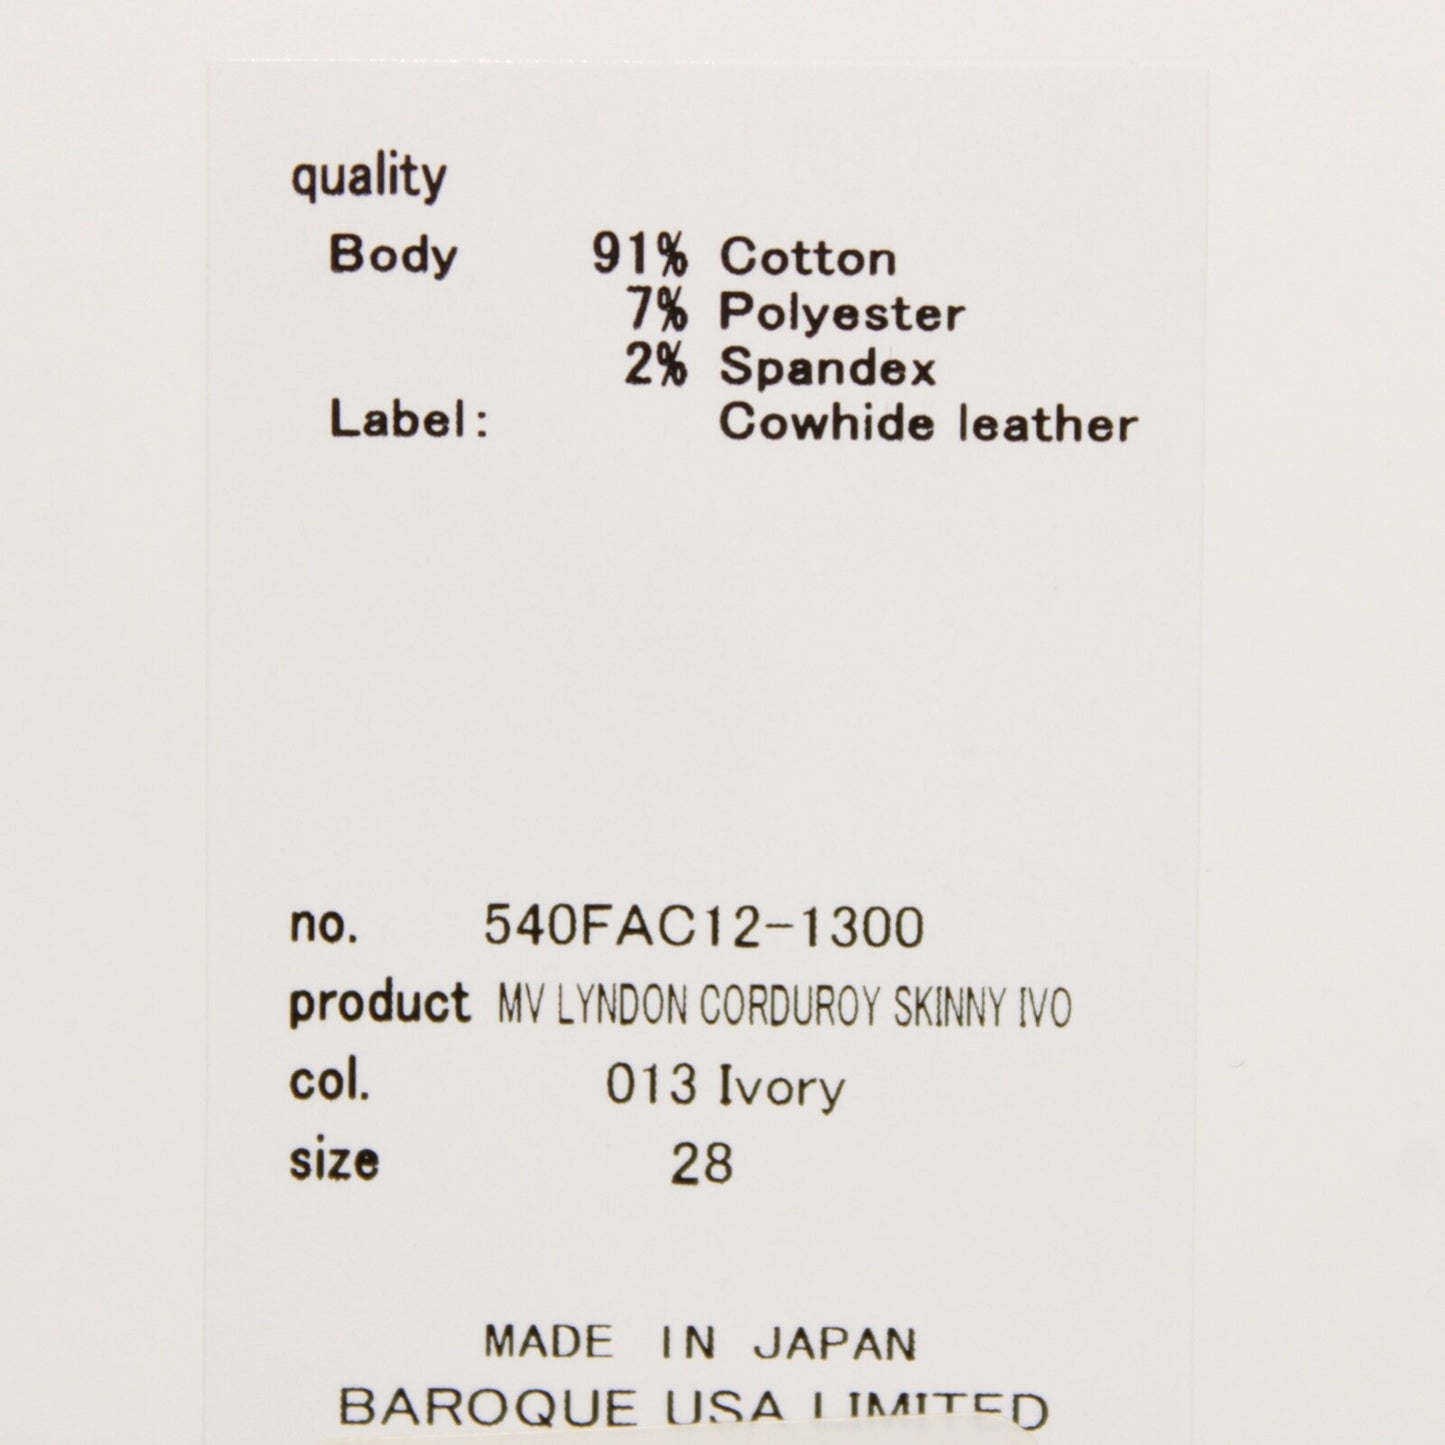 quality
Body 91% Cotton
7% Polyester
2% Spandex
Label: Cowhide leather
no. 540FAC12-1300
product MV LYNDON CORDUROY SKINNY IVO
col. 013 Ivory
size 28
MADE IN JAPAN
BAROQUE USA LIMITED